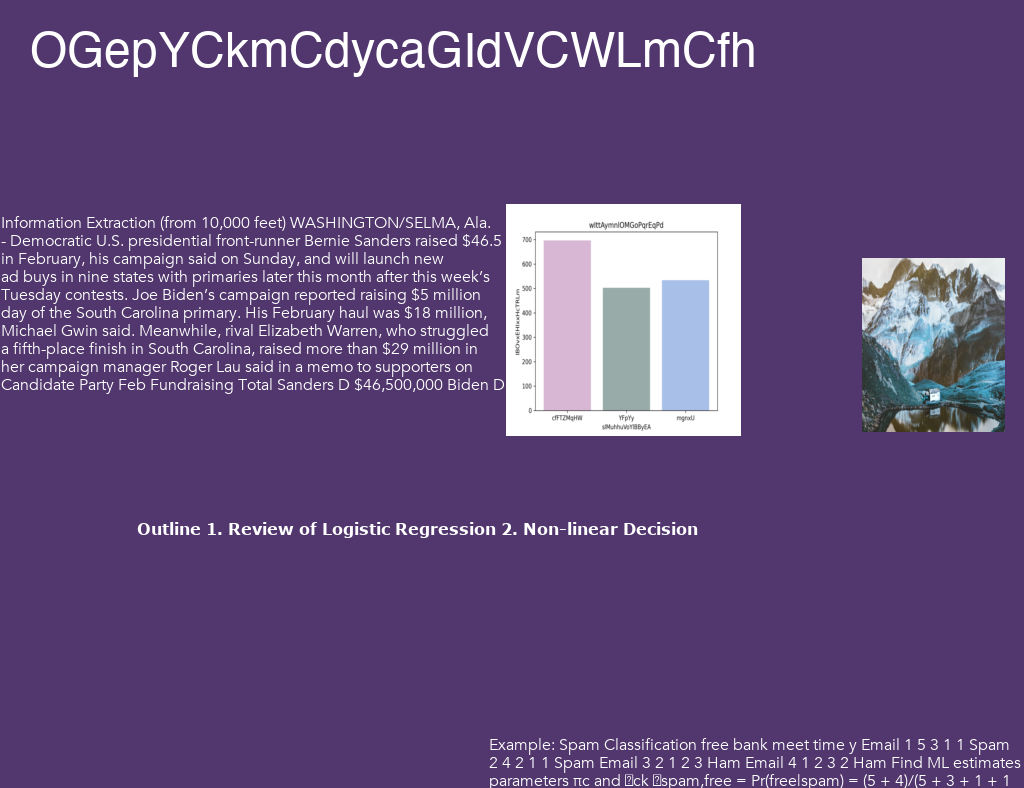 OGepYCkmCdycaGIdVCWLmCfh
Information Extraction (from 10,000 feet) WASHINGTON/SELMA, Ala.
- Democratic U.S. presidential front-runner Bernie Sanders raised $46.5
in February, his campaign said on Sunday, and will launch new
ad buys in nine states with primaries later this month after this week’s
Tuesday contests. Joe Biden’s campaign reported raising $5 million
day of the South Carolina primary. His February haul was $18 million,
Michael Gwin said. Meanwhile, rival Elizabeth Warren, who struggled
a fifth-place finish in South Carolina, raised more than $29 million in
her campaign manager Roger Lau said in a memo to supporters on
Candidate Party Feb Fundraising Total Sanders D $46,500,000 Biden D
700
600
500
400
300
200
100
0
cfFTZMqHW YFpYy mgnxU
Outline 1. Review of Logistic Regression 2. Non-linear Decision
Example: Spam Classification free bank meet time y Email 1 5 3 1 1 Spam
2 4 2 1 1 Spam Email 3 2 1 2 3 Ham Email 4 1 2 3 2 Ham Find ML estimates
parameters πc and ck spam,free = Pr(free|spam) = (5 + 4)/(5 + 3 + 1 + 1